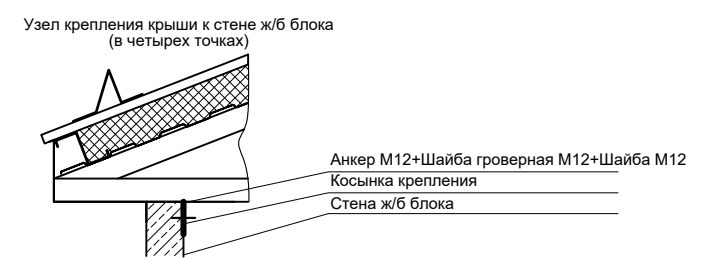 Узел крепления крыши к стене ж/б блока
(в четырех точках)
Анкер М12+Шайба гроверная М12+Шайба М12
Косынка крепления
Стена ж/б блока